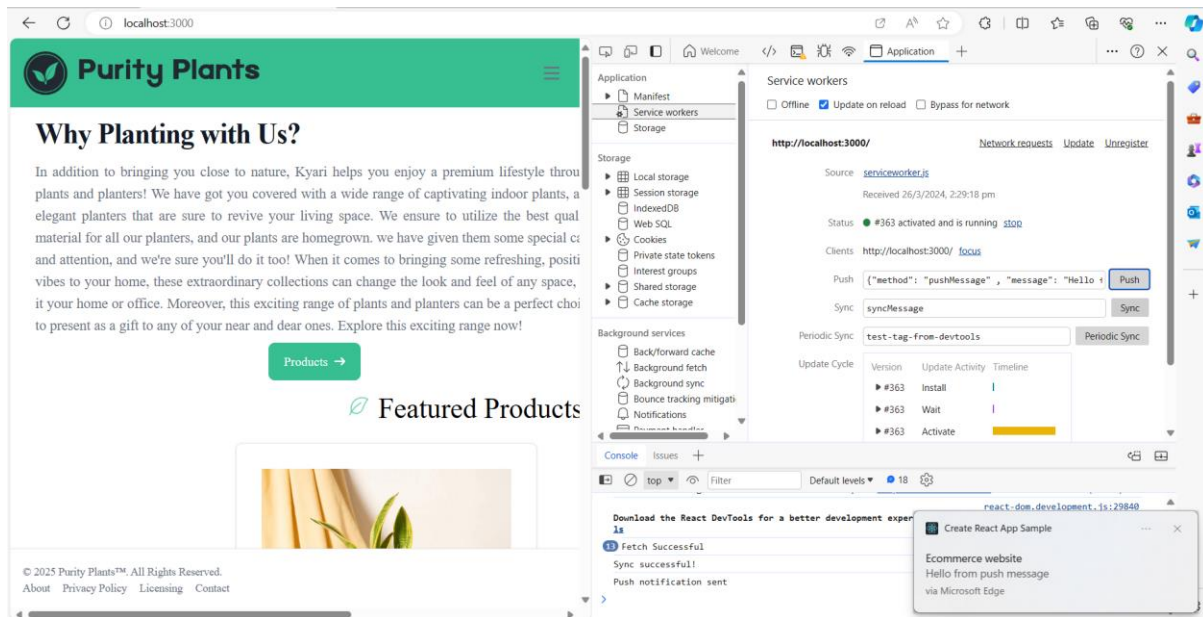 localhost:3000
Purity Plants
Why Planting with Us?
In addition to bringing you close to nature, Kyari helps you enjoy a premium lifestyle throu
plants and planters! We have got you covered with a wide range of captivating indoor plants, a
elegant planters that are sure to revive your living space. We ensure to utilize the best qual
material for all our planters, and our plants are homegrown. we have given them some special ca
and attention, and we're sure you'll do it too! When it comes to bringing some refreshing, positi
vibes to your home, these extraordinary collections can change the look and feel of any space,
it your home or office. Moreover, this exciting range of plants and planters can be a perfect choi
to present as a gift to any of your near and dear ones. Explore this exciting range now!
Products →
Featured Products
© 2025 Purity Plants™. All Rights Reserved.
About Privacy Policy Licensing Contact
Welcome Application
Application
Manifest
Service workers
Storage
Storage
Local storage
Session storage
IndexedDB
Web SQL
Cookies
Private state tokens
Interest groups
Shared storage
Cache storage
Background services
Back/forward cache
Background fetch
Background sync
Bounce tracking mitigati
Notifications
Payment handler
Service workers
Offline Update on reload Bypass for network
http://localhost:3000/ Network requests Update Unregister
Source serviceworker.js
Received 26/3/2024, 2:29:18 pm
Status #363 activated and is running stop
Clients http://localhost:3000/ focus
Push {"method": "pushMessage" , "message": "Hello Push
Sync syncMessage Sync
Periodic Sync test-tag-from-devtools Periodic Sync
Update Cycle Version Update Activity Timeline
#363 Install
#363 Wait
#363 Activate
Console Issues
top Filter Default levels 18
react-dom.development.js:29840
Download the React DevTools for a better development exper
ls
13 Fetch Successful
Sync successful!
Push notification sent
Create React App Sample
Ecommerce website
Hello from push message
via Microsoft Edge